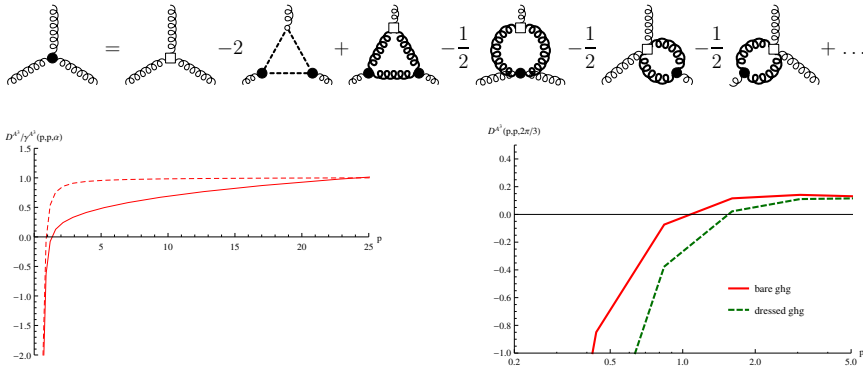 = -2 + -1/2 -1/2 -1/2 + ...
D^{A^3}/γ^{A^3}(p,p,α)
1.5
1.0
0.5
0.0
-0.5
-1.0
-1.5
-2.0
5 10 15 20 25 p
D^{A^3}(p,p,2π/3)
0.4
0.2
0.0
-0.2
-0.4
-0.6
-0.8
-1.0
bare ghg
dressed ghg
0.2 0.5 1.0 2.0 5.0 p